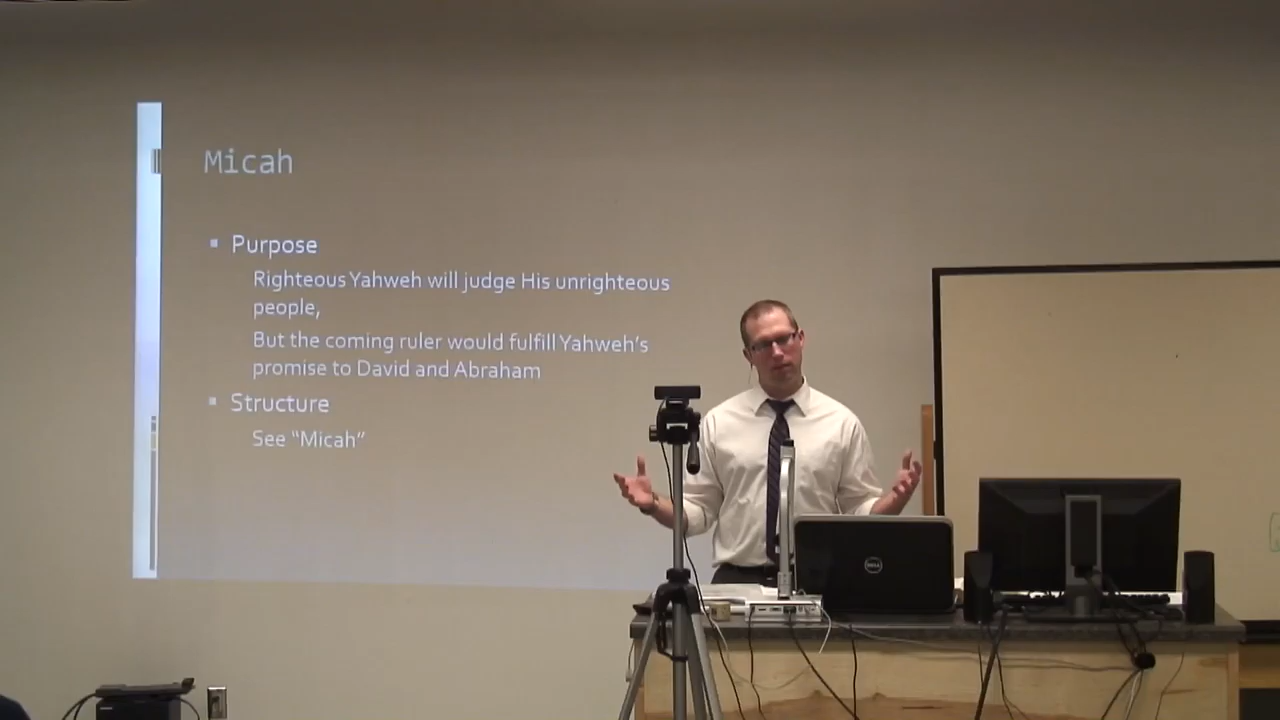 Micah
Purpose
Righteous Yahweh will judge His unrighteous
people,
But the coming ruler would fulfill Yahweh's
promise to David and Abraham
Structure
See “Micah”
DELL